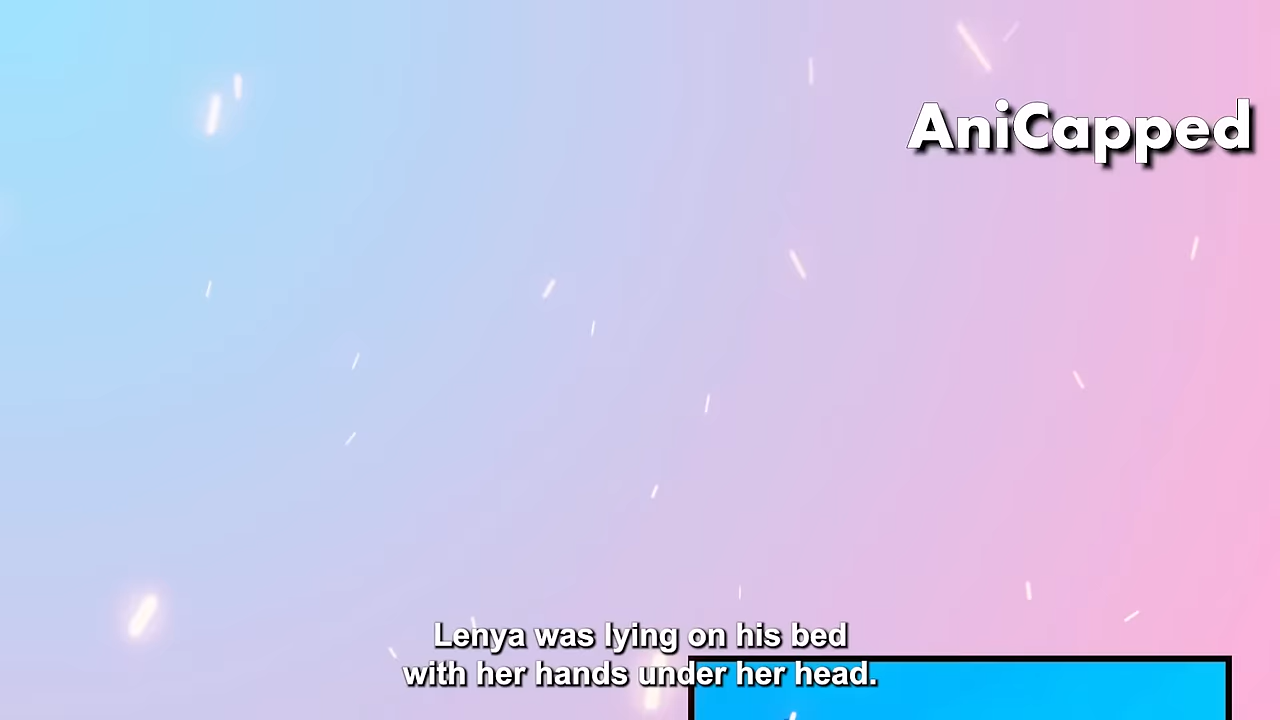 AniCapped
Lenya was lying on his bed
with her hands under her head.